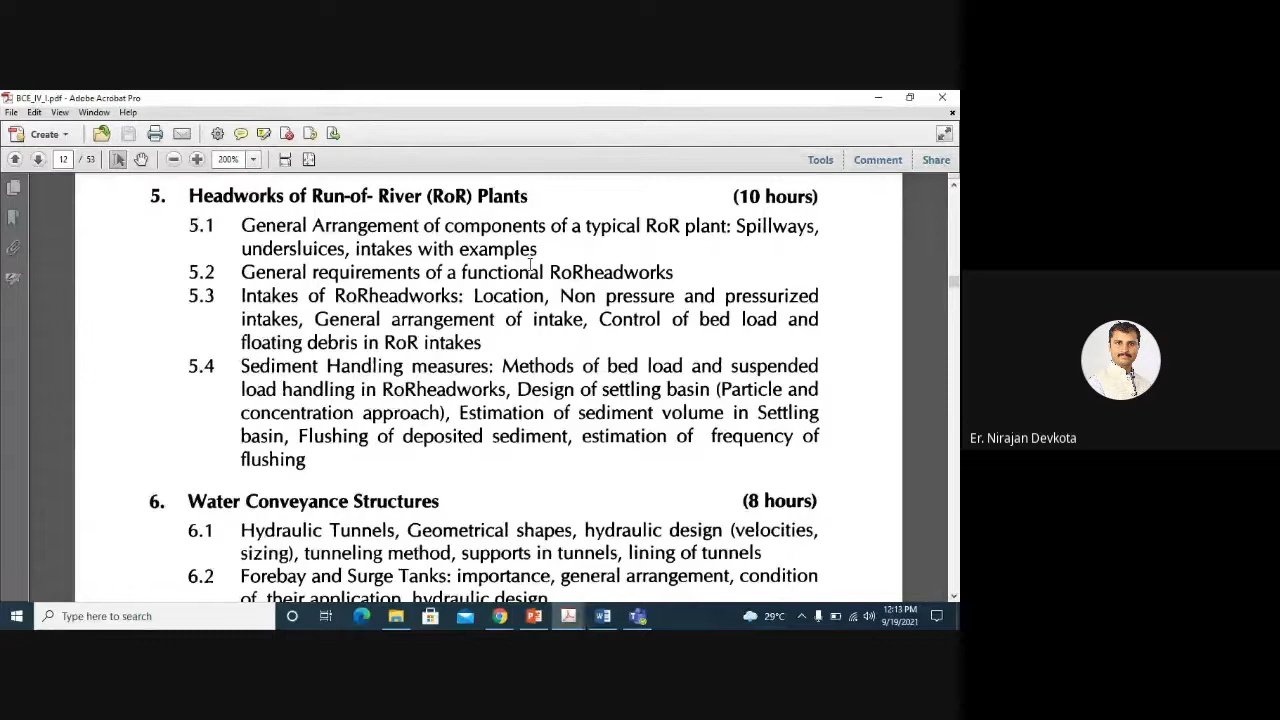 BCE_IV_I.pdf - Adobe Acrobat Pro
File Edit View Window Help
Create
12 / 53 200% Tools Comment Share
5. Headworks of Run-of- River (RoR) Plants (10 hours)
5.1 General Arrangement of components of a typical RoR plant: Spillways,
undersluices, intakes with examples
5.2 General requirements of a functional RoRheadworks
5.3 Intakes of RoRheadworks: Location, Non pressure and pressurized
intakes, General arrangement of intake, Control of bed load and
floating debris in RoR intakes
5.4 Sediment Handling measures: Methods of bed load and suspended
load handling in RoRheadworks, Design of settling basin (Particle and
concentration approach), Estimation of sediment volume in Settling
basin, Flushing of deposited sediment, estimation of frequency of
flushing
6. Water Conveyance Structures (8 hours)
6.1 Hydraulic Tunnels, Geometrical shapes, hydraulic design (velocities,
sizing), tunneling method, supports in tunnels, lining of tunnels
6.2 Forebay and Surge Tanks: importance, general arrangement, condition
of their application, hydraulic design
Er. Nirajan Devkota
Type here to search
29°C
12:13 PM
9/19/2021